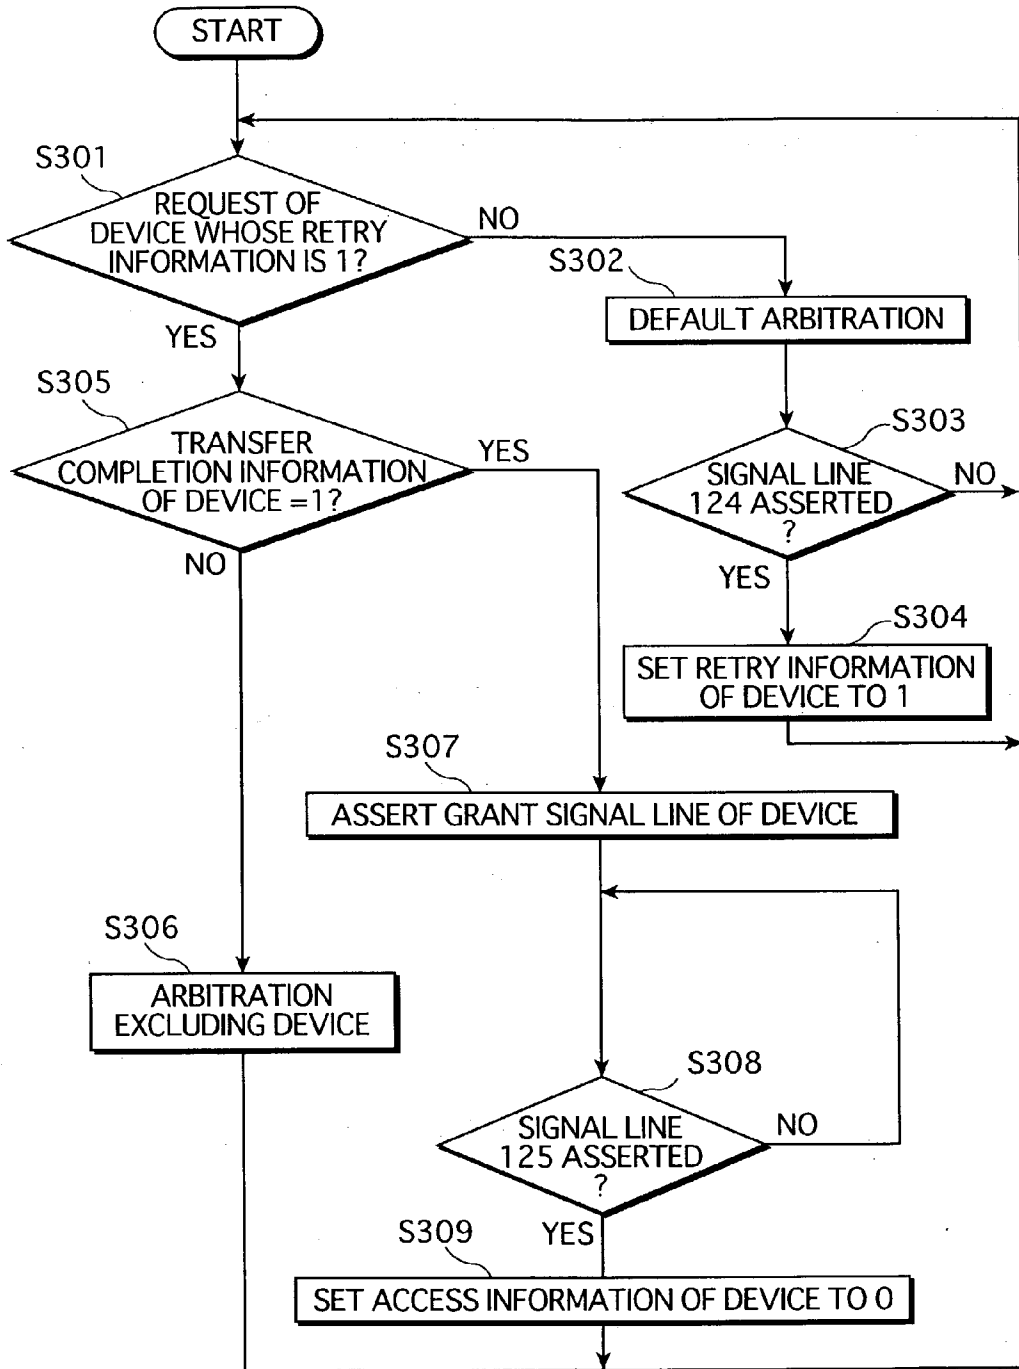 START
S301
REQUEST OF
DEVICE WHOSE RETRY
INFORMATION IS 1?
NO
YES
S302
DEFAULT ARBITRATION
S305
TRANSFER
COMPLETION INFORMATION
OF DEVICE =1?
YES
NO
S303
SIGNAL LINE
124 ASSERTED
?
NO
YES
S304
SET RETRY INFORMATION
OF DEVICE TO 1
S307
ASSERT GRANT SIGNAL LINE OF DEVICE
S306
ARBITRATION
EXCLUDING DEVICE
S308
SIGNAL LINE
125 ASSERTED
?
NO
YES
S309
SET ACCESS INFORMATION OF DEVICE TO 0